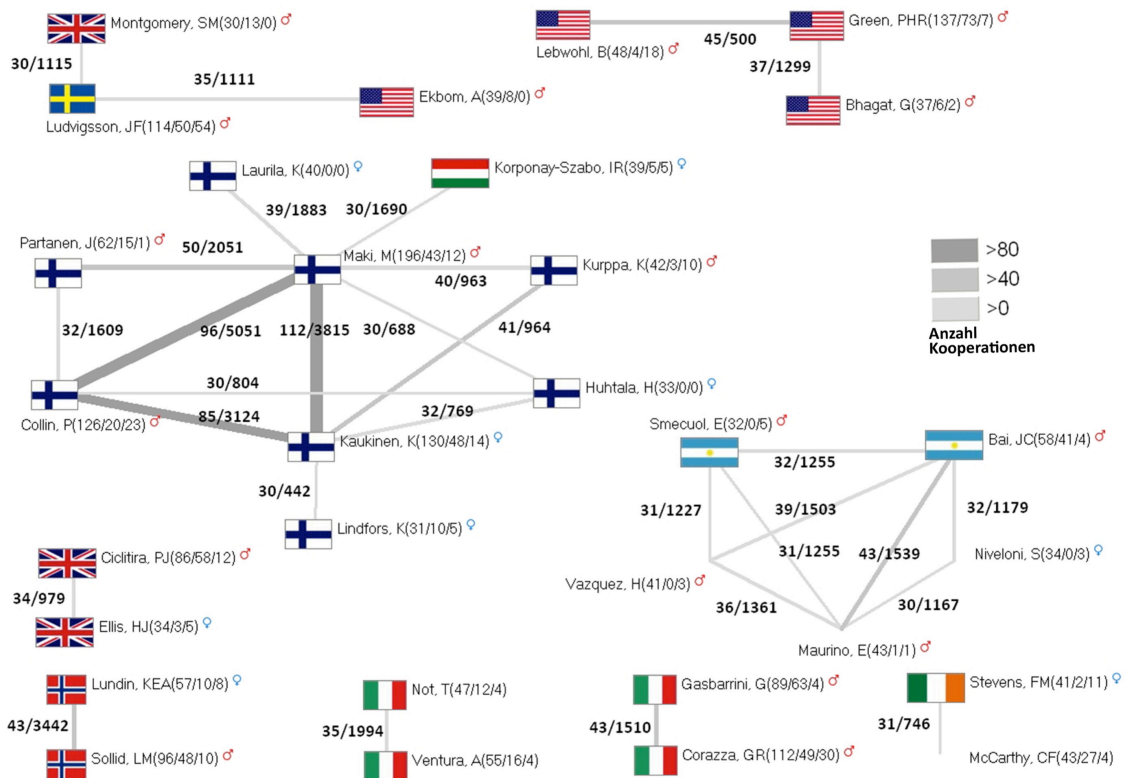 Montgomery, SM(30/13/0) ♂
30/1115
35/1111
Ekbom, A(39/8/0) ♂
Ludvigsson, JF(114/50/54) ♂
Green, PHR(137/73/7) ♂
Lebwohl, B(48/4/18) ♂
45/500
37/1299
Bhagat, G(37/6/2) ♂
Laurila, K(40/0/0) ♀
Korponay-Szabo, IR(39/5/5) ♀
39/1883
30/1690
Partanen, J(62/15/1) ♂
50/2051
Maki, M(196/43/12) ♂
Kurppa, K(42/3/10) ♂
40/963
32/1609
96/5051
112/3815
30/688
41/964
30/804
Huhtala, H(33/0/0) ♀
Collin, P(126/20/23) ♂
85/3124
32/769
Kaukinen, K(130/48/14) ♀
30/442
Lindfors, K(31/10/5) ♀
>80
>40
>0
Anzahl
Kooperationen
Smecuol, E(32/0/5) ♂
Bai, JC(58/41/4) ♂
32/1255
31/1227
39/1503
32/1179
31/1255
43/1539
Niveloni, S(34/0/3) ♀
Vazquez, H(41/0/3) ♂
36/1361
30/1167
Maurino, E(43/1/1) ♂
Ciclitira, PJ(86/58/12) ♂
34/979
Ellis, HJ(34/3/5) ♀
Lundin, KEA(57/10/8) ♀
43/3442
Sollid, LM(96/48/10) ♂
Not, T(47/12/4)
35/1994
Ventura, A(55/16/4)
Gasbarrini, G(89/63/4) ♂
43/1510
Corazza, GR(112/49/30) ♂
Stevens, FM(41/2/11) ♀
31/746
McCarthy, CF(43/27/4)